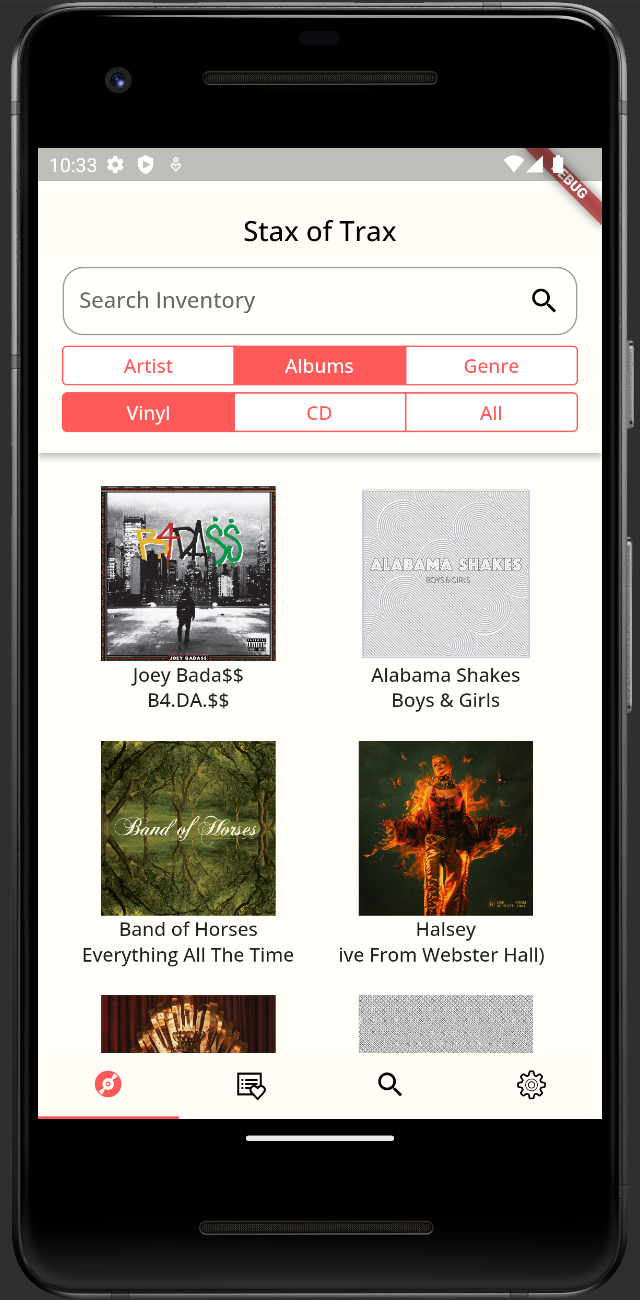 10:33
DEBUG
Stax of Trax
Search Inventory
Artist Albums Genre
Vinyl CD All
B4DA$$
JOEY BADA$$
ALABAMA SHAKES
BOYS & GIRLS
Joey Bada$$
B4.DA.$$
Alabama Shakes
Boys & Girls
Band of Horses
Band of Horses
Everything All The Time
Halsey
ive From Webster Hall)